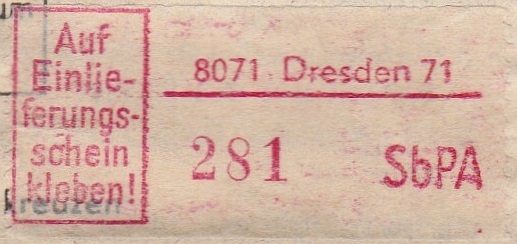 Auf
Einlie-
ferungs-
schein
kleben!
8071 Dresden 71
281 SbPA